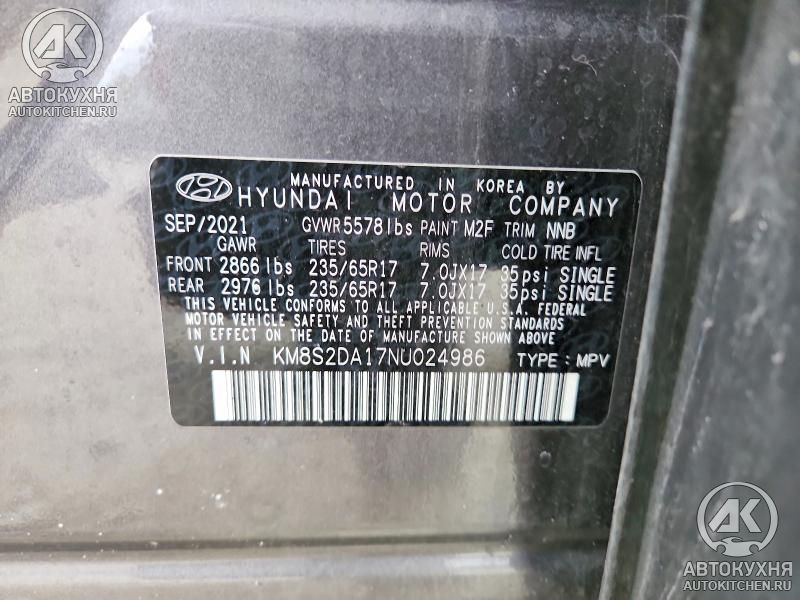 АВТОКУХНЯ
AUTOKITCHEN.RU
MANUFACTURED IN KOREA BY
HYUNDAI MOTOR COMPANY
SEP/2021 GVWR 5578lbs PAINT M2F TRIM NNB
GAWR TIRES RIMS COLD TIRE INFL
FRONT 2866 lbs 235/65R17 7.0JX17 35psi SINGLE
REAR 2976 lbs 235/65R17 7.0JX17 35psi SINGLE
THIS VEHICLE CONFORMS TO ALL APPLICABLE U.S.A. FEDERAL
MOTOR VEHICLE SAFETY AND THEFT PREVENTION STANDARDS
IN EFFECT ON THE DATE OF MANUFACTURE SHOWN ABOVE.
V.I.N KM8S2DA17NU024986 TYPE : MPV
АК
АВТОКУХНЯ
AUTOKITCHEN.RU